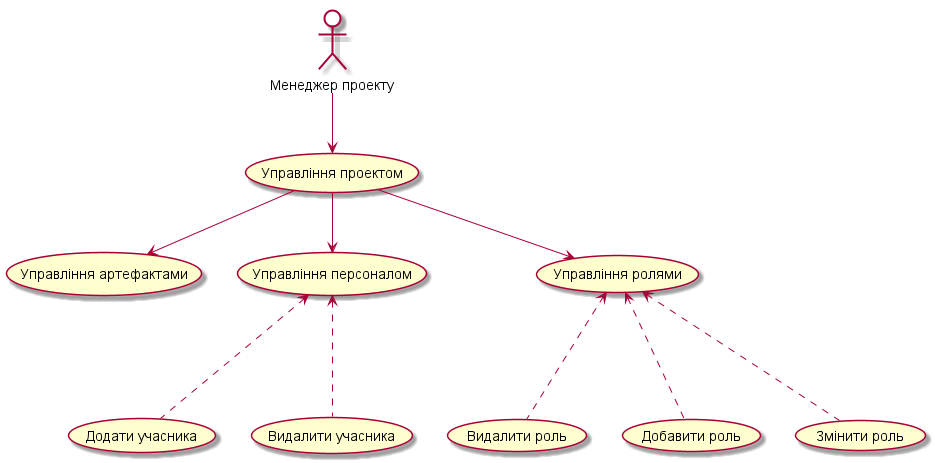 Менеджер проекту
Управління проектом
Управління артефактами
Управління персоналом
Управління ролями
Додати учасника
Видалити учасника
Видалити роль
Добавити роль
Змінити роль